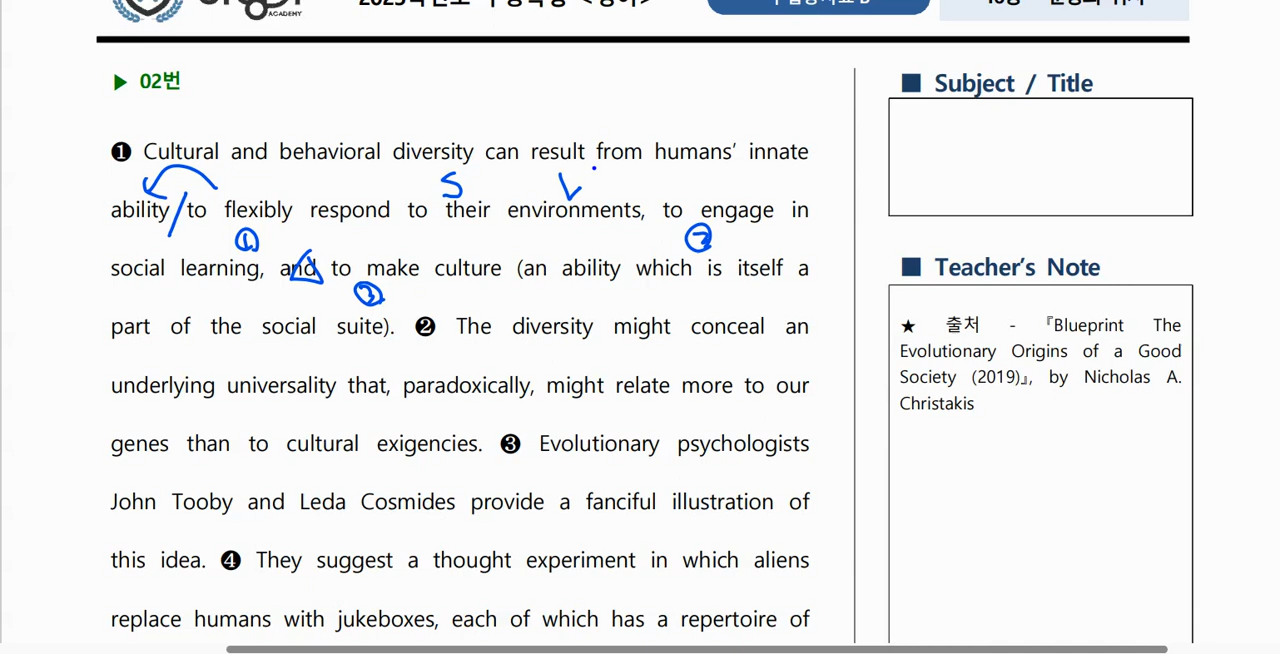 ACADEMY
▶ 02번
❶ Cultural and behavioral diversity can result from humans’ innate
S V
ability / to flexibly respond to their environments, to engage in
① ②
social learning, and to make culture (an ability which is itself a
③
part of the social suite). ❷ The diversity might conceal an
underlying universality that, paradoxically, might relate more to our
genes than to cultural exigencies. ❸ Evolutionary psychologists
John Tooby and Leda Cosmides provide a fanciful illustration of
this idea. ❹ They suggest a thought experiment in which aliens
replace humans with jukeboxes, each of which has a repertoire of
■ Subject / Title
■ Teacher’s Note
★ 출처 - 『Blueprint The
Evolutionary Origins of a Good
Society (2019)』, by Nicholas A.
Christakis